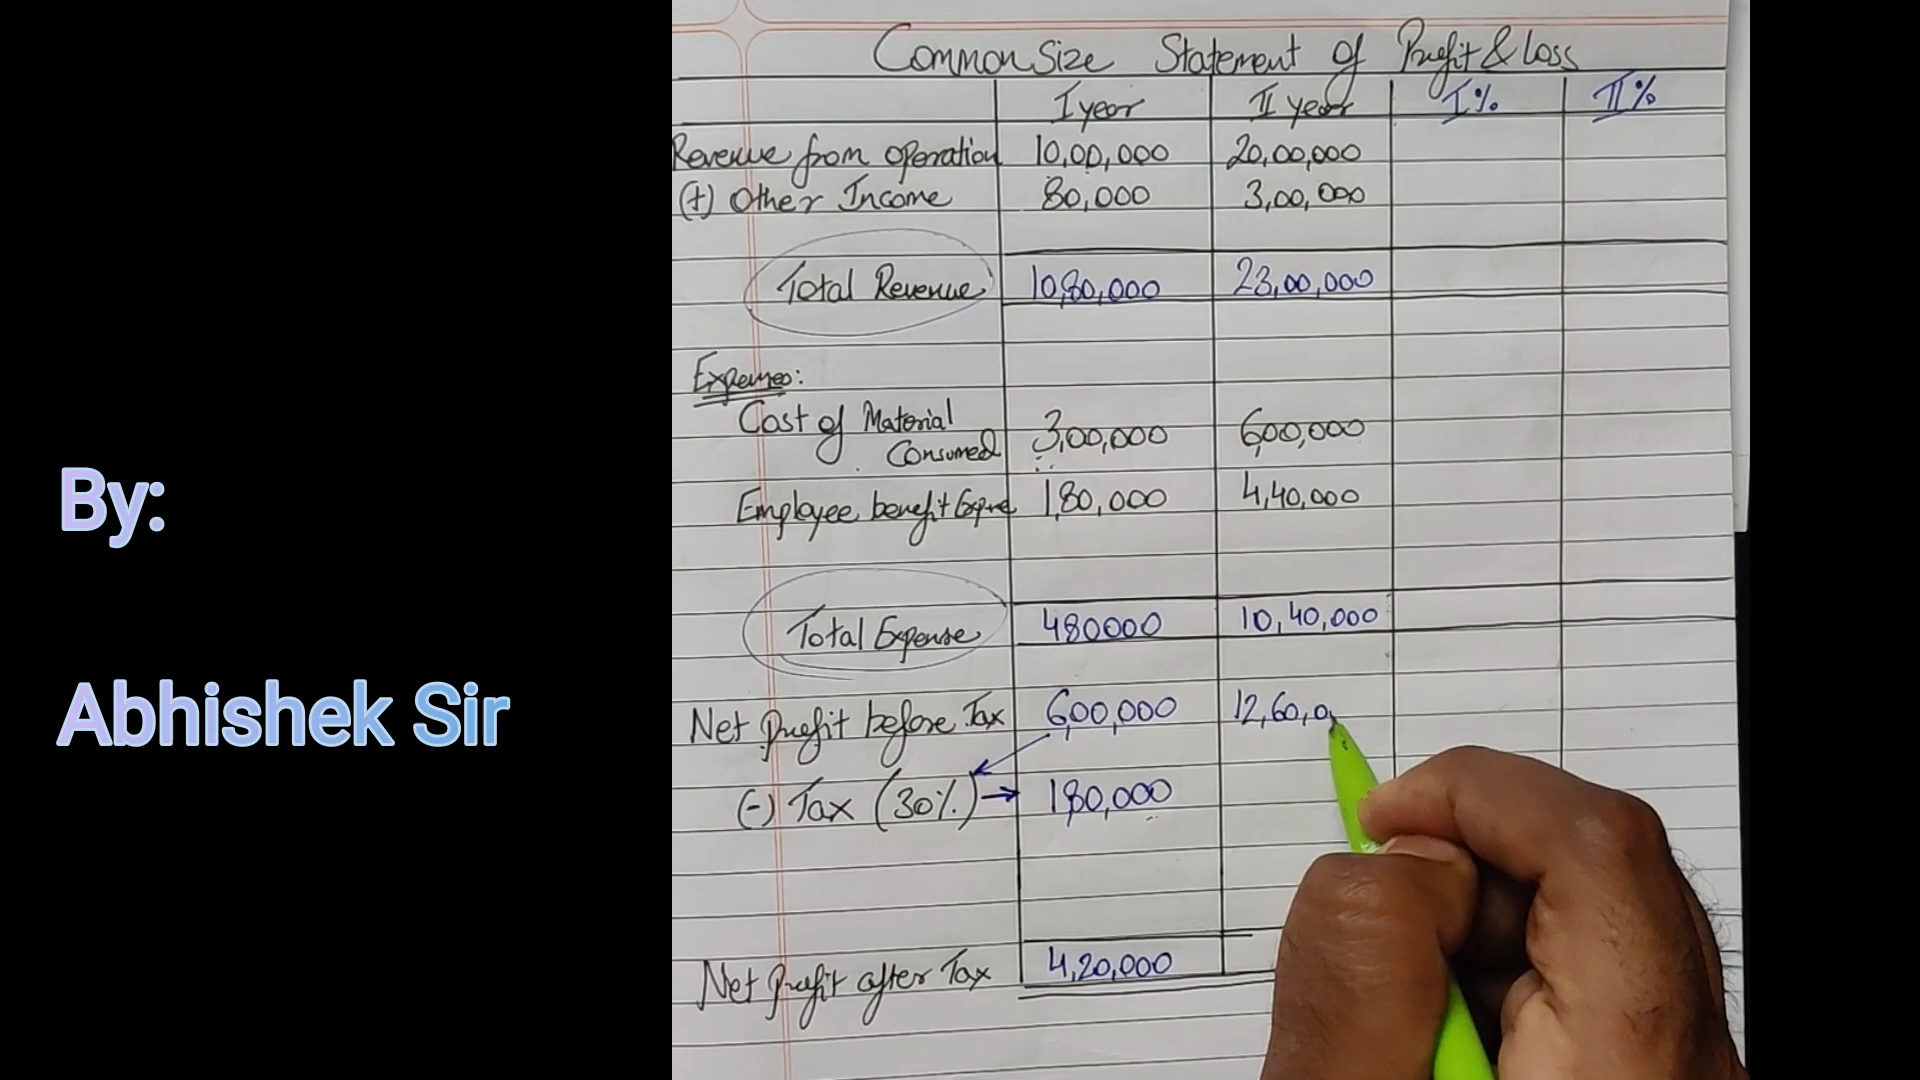 By:
Abhishek Sir
Common Size Statement of Profit & Loss
I year II year I% II%
Revenue from operation 10,00,000 20,00,000
(+) Other Income 80,000 3,00,000
Total Revenue 10,80,000 23,00,000
Expenses:
Cost of Material
Consumed 3,00,000 6,00,000
Employee benefit Expne 1,80,000 4,40,000
Total Expense 480000 10,40,000
Net Profit before Tax 6,00,000 12,60,0
(-) Tax (30%) → 1,80,000
Net Profit after Tax 4,20,000